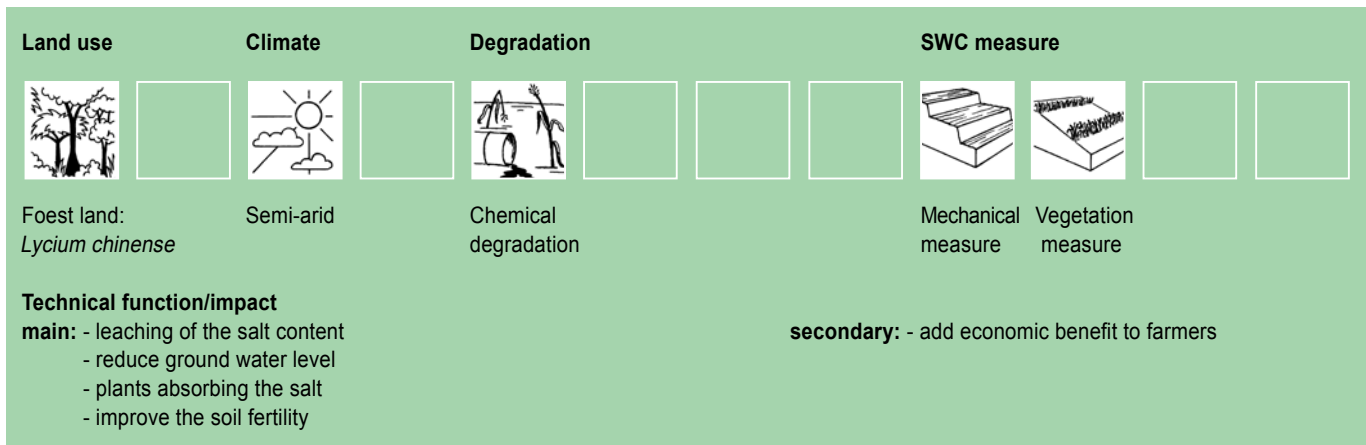 Land use Climate Degradation SWC measure
Foest land: Semi-arid Chemical Mechanical Vegetation
Lycium chinense degradation measure measure
Technical function/impact
main: - leaching of the salt content secondary: - add economic benefit to farmers
- reduce ground water level
- plants absorbing the salt
- improve the soil fertility